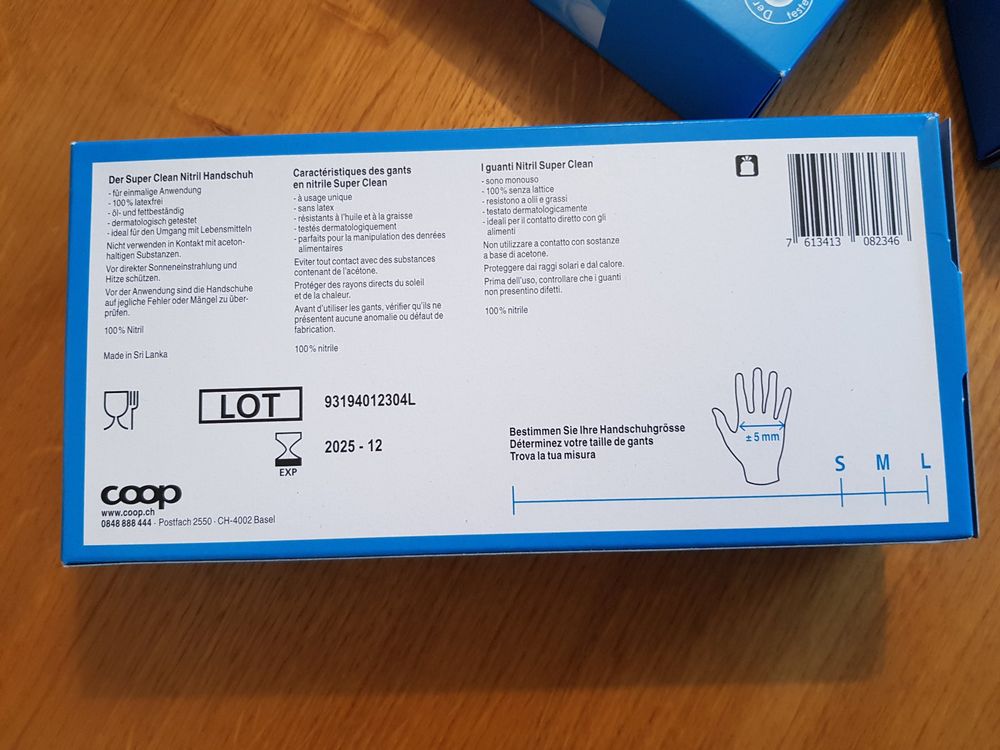 Der
teste
Der Super Clean Nitril Handschuh
- für einmalige Anwendung
- 100% latexfrei
- öl- und fettbeständig
- dermatologisch getestet
- ideal für den Umgang mit Lebensmitteln
Nicht verwenden in Kontakt mit aceton-
haltigen Substanzen.
Vor direkter Sonneneinstrahlung und
Hitze schützen.
Vor der Anwendung sind die Handschuhe
auf jegliche Fehler oder Mängel zu über-
prüfen.
100% Nitril
Made in Sri Lanka
Caractéristiques des gants
en nitrile Super Clean
- à usage unique
- sans latex
- résistants à l'huile et à la graisse
- testés dermatologiquement
- parfaits pour la manipulation des denrées
alimentaires
Eviter tout contact avec des substances
contenant de l'acétone.
Protéger des rayons directs du soleil
et de la chaleur.
Avant d'utiliser les gants, vérifier qu'ils ne
présentent aucune anomalie ou défaut de
fabrication.
100% nitrile
I guanti Nitril Super Clean
- sono monouso
- 100% senza lattice
- resistono a olii e grassi
- testato dermatologicamente
- ideali per il contatto diretto con gli
alimenti
Non utilizzare a contatto con sostanze
a base di acetone.
Proteggere dai raggi solari e dal calore.
Prima dell'uso, controllare che i guanti
non presentino difetti.
100% nitrile
7 613413 082346
LOT 93194012304L
2025 - 12
EXP
coop
www.coop.ch
0848 888 444 - Postfach 2550 - CH-4002 Basel
Bestimmen Sie Ihre Handschuhgrösse
Déterminez votre taille de gants
Trova la tua misura
± 5 mm
S M L